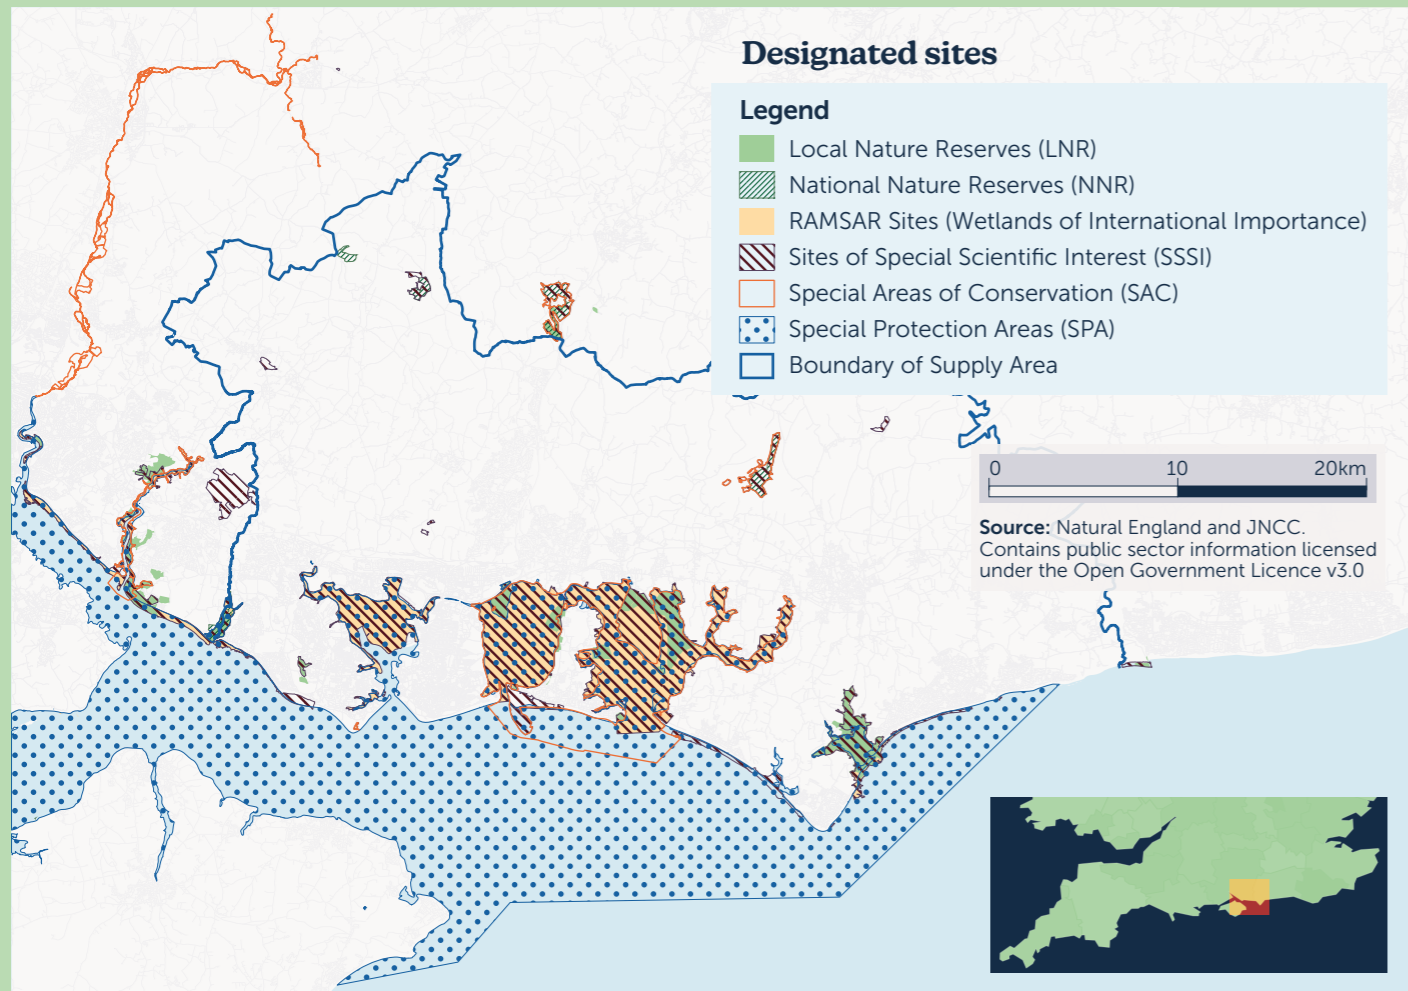 Designated sites
Legend
Local Nature Reserves (LNR)
National Nature Reserves (NNR)
RAMSAR Sites (Wetlands of International Importance)
Sites of Special Scientific Interest (SSSI)
Special Areas of Conservation (SAC)
Special Protection Areas (SPA)
Boundary of Supply Area
0 10 20km
Source: Natural England and JNCC.
Contains public sector information licensed
under the Open Government Licence v3.0